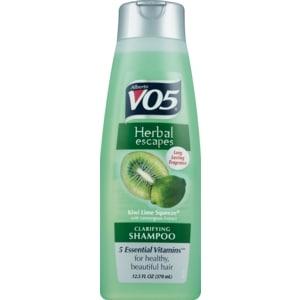 Alberto
VO5
Herbal
escapes
Long
Lasting
Fragrance
Kiwi Lime Squeeze
with Lemongrass Extract
CLARIFYING
SHAMPOO
5 Essential Vitamins
for healthy,
beautiful hair
12.5 FL OZ (370 mL)